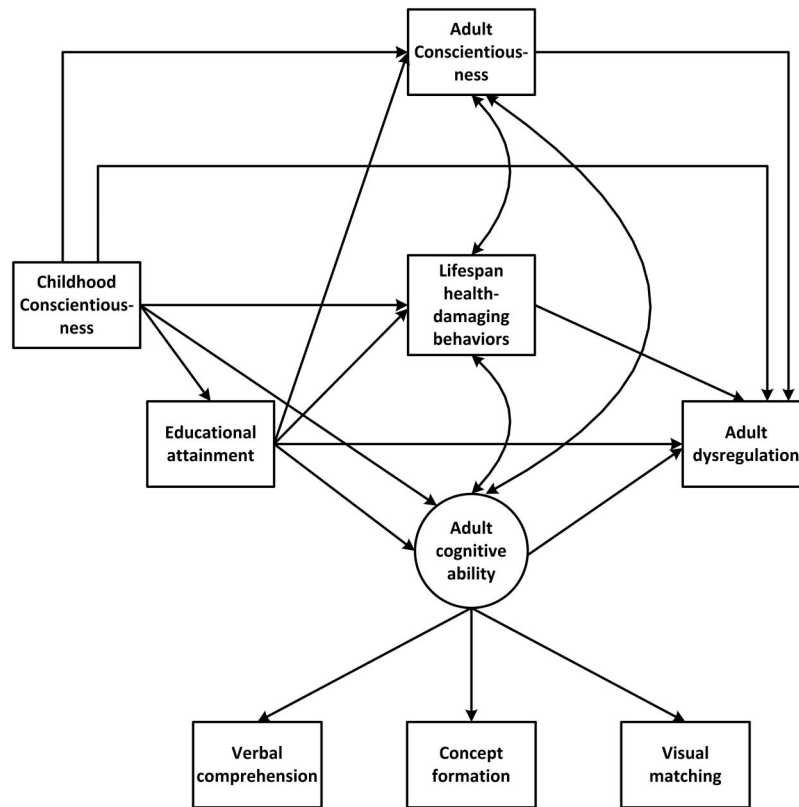 Adult
Conscientious-
ness
Childhood
Conscientious-
ness
Lifespan
health-
damaging
behaviors
Educational
attainment
Adult
dysregulation
Adult
cognitive
ability
Verbal
comprehension
Concept
formation
Visual
matching